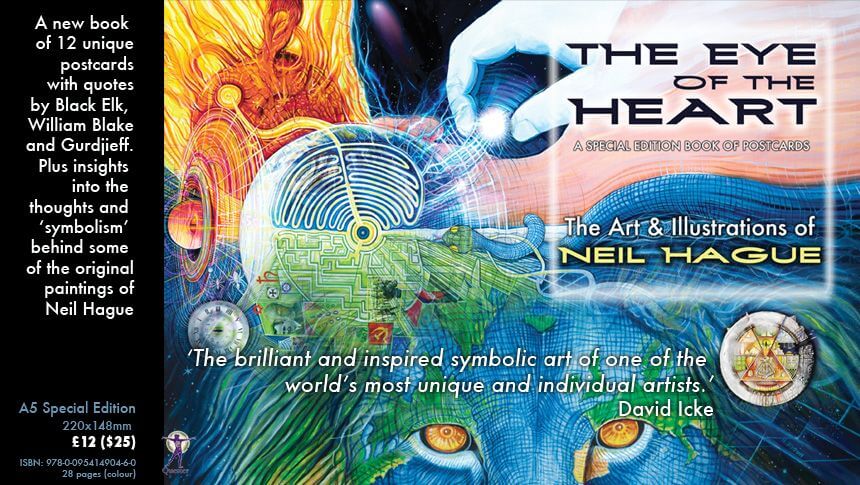 A new book
of 12 unique
postcards
with quotes
by Black Elk,
William Blake
and Gurdjieff.
Plus insights
into the
thoughts and
‘symbolism’
behind some
of the original
paintings of
Neil Hague
A5 Special Edition
220x148mm
£12 ($25)
ISBN: 978-0-095414904-6-0
28 pages (colour)
THE EYE
OF THE
HEART
A SPECIAL EDITION BOOK OF POSTCARDS
The Art & Illustrations of
NEIL HAGUE
‘The brilliant and inspired symbolic art of one of the
world’s most unique and individual artists.’
David Icke